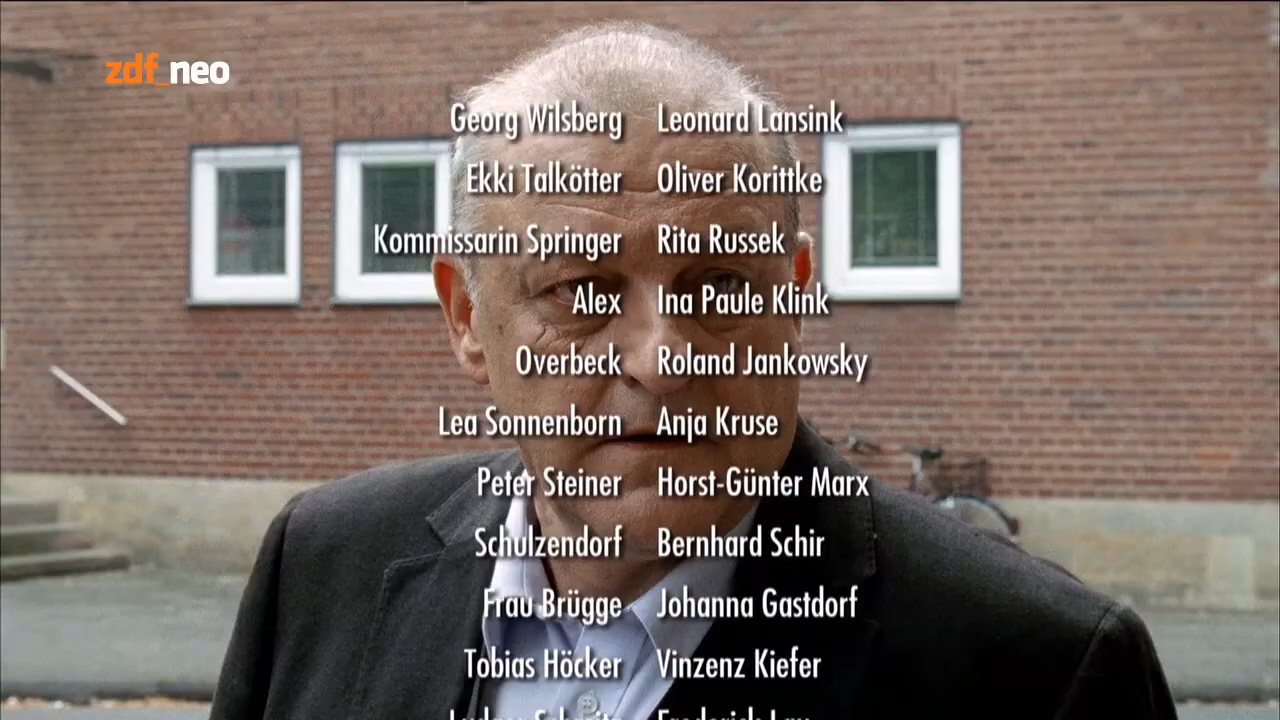 zdf_neo
Georg Wilsberg Leonard Lansink
Ekki Talkötter Oliver Korittke
Kommissarin Springer Rita Russek
Alex Ina Paule Klink
Overbeck Roland Jankowsky
Lea Sonnenborn Anja Kruse
Peter Steiner Horst-Günter Marx
Schulzendorf Bernhard Schir
Frau Brügge Johanna Gastdorf
Tobias Höcker Vinzenz Kiefer